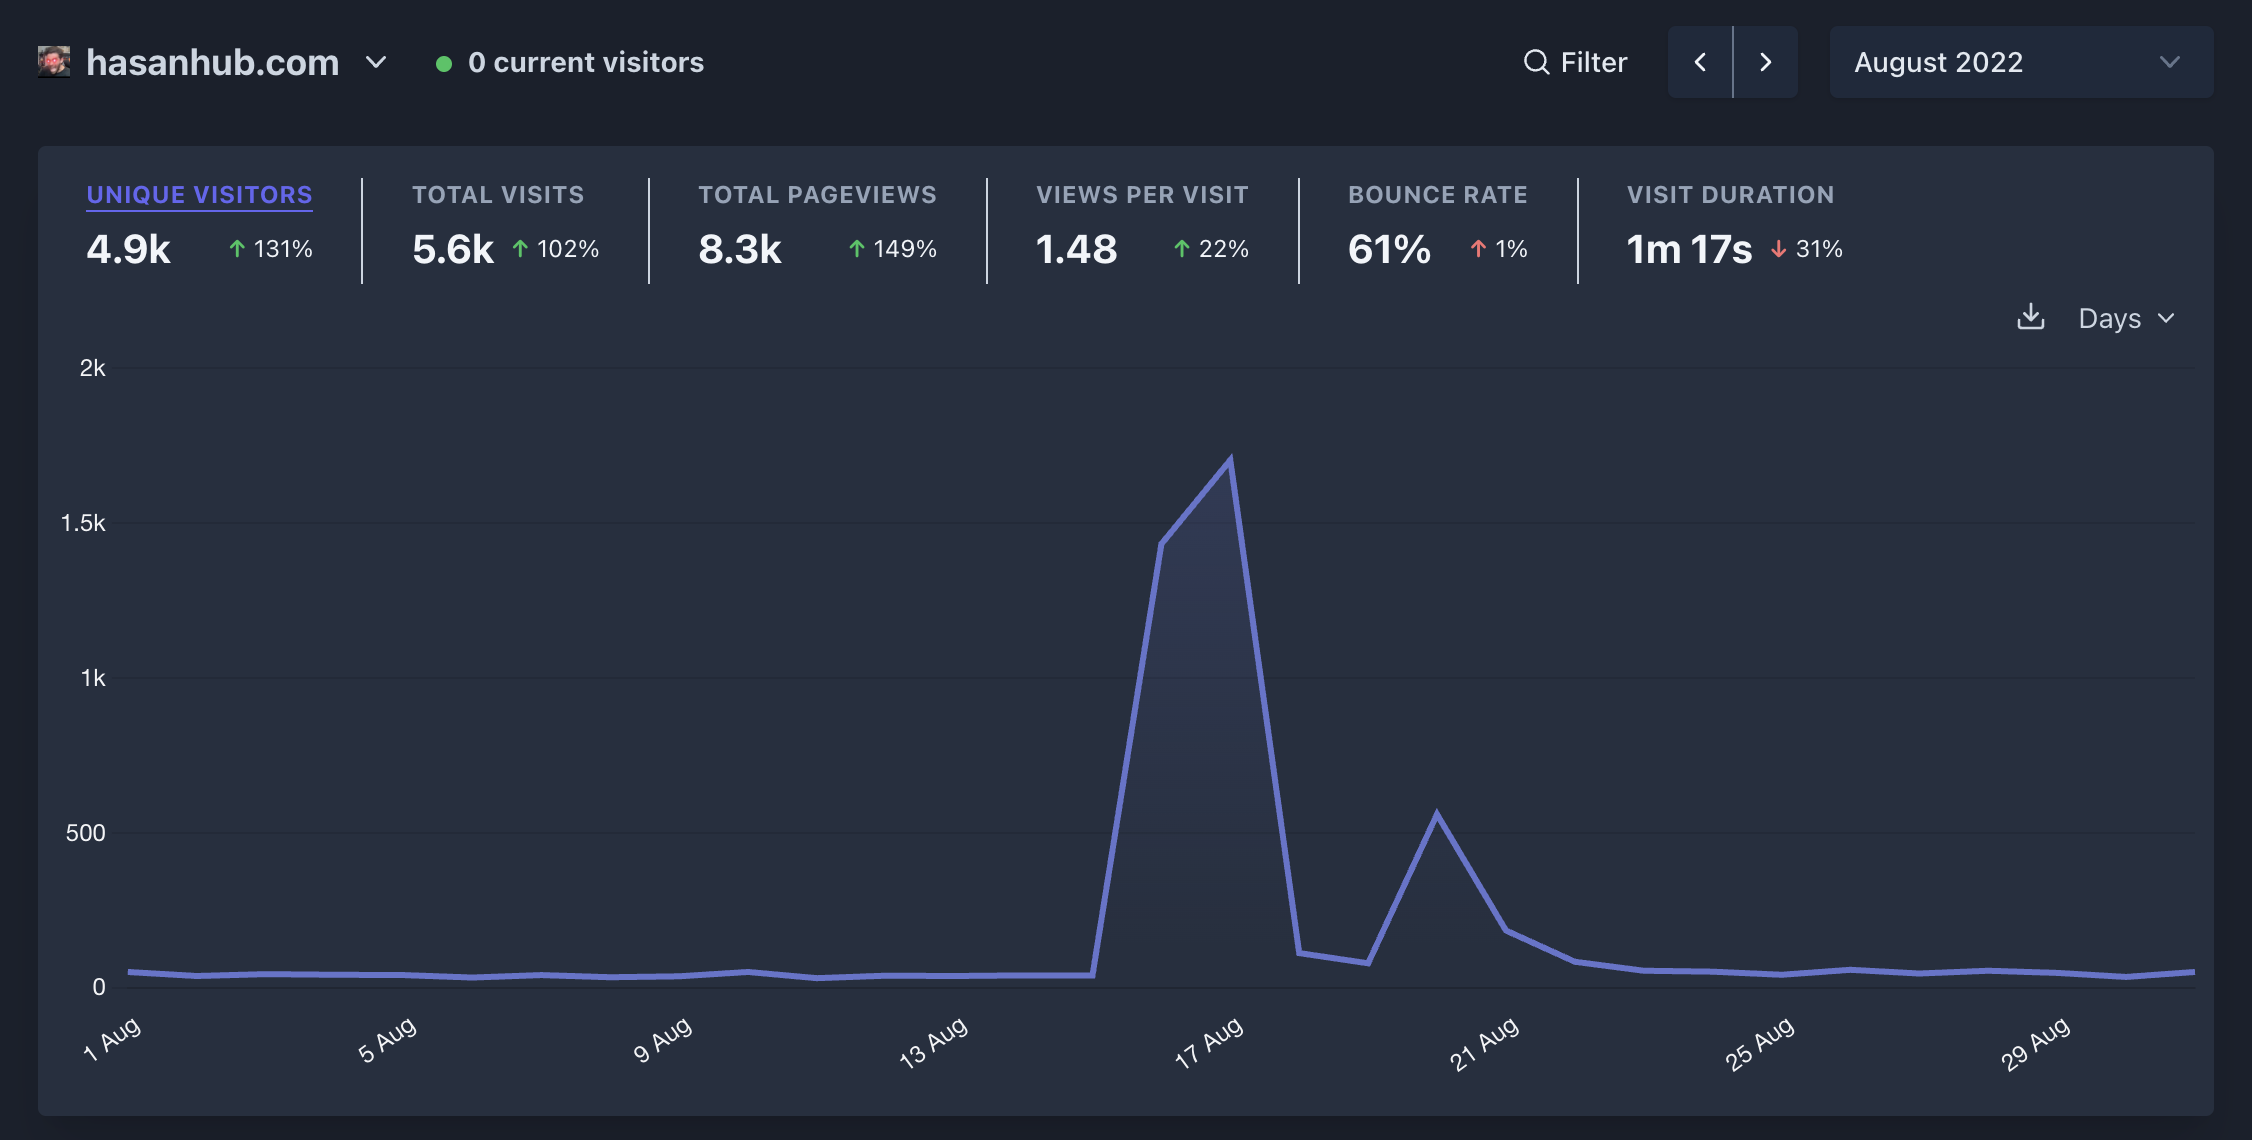 hasanhub.com
0 current visitors
Filter
August 2022
UNIQUE VISITORS
4.9k 131%
TOTAL VISITS
5.6k 102%
TOTAL PAGEVIEWS
8.3k 149%
VIEWS PER VISIT
1.48 22%
BOUNCE RATE
61% 1%
VISIT DURATION
1m 17s 31%
Days
2k
1.5k
1k
500
0
1 Aug
5 Aug
9 Aug
13 Aug
17 Aug
21 Aug
25 Aug
29 Aug